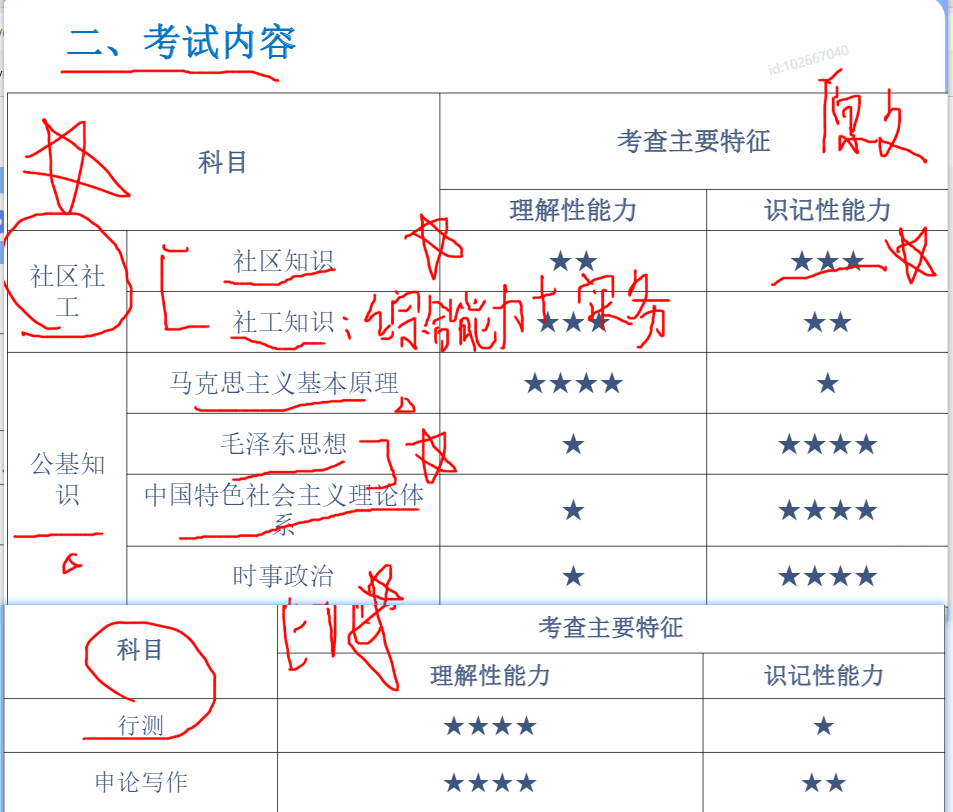 二、考试内容
id:102667040
科目
考查主要特征
原文
理解性能力
识记性能力
社区社
工
社区知识
★★
★★★
社工知识
：综合能力+实务
★★★
★★
公基知
识
马克思主义基本原理
★★★★
★
毛泽东思想
★
★★★★
中国特色社会主义理论体
系
★
★★★★
时事政治
★
★★★★
科目
考查主要特征
理解性能力
识记性能力
行测
★★★★
★
申论写作
★★★★
★★